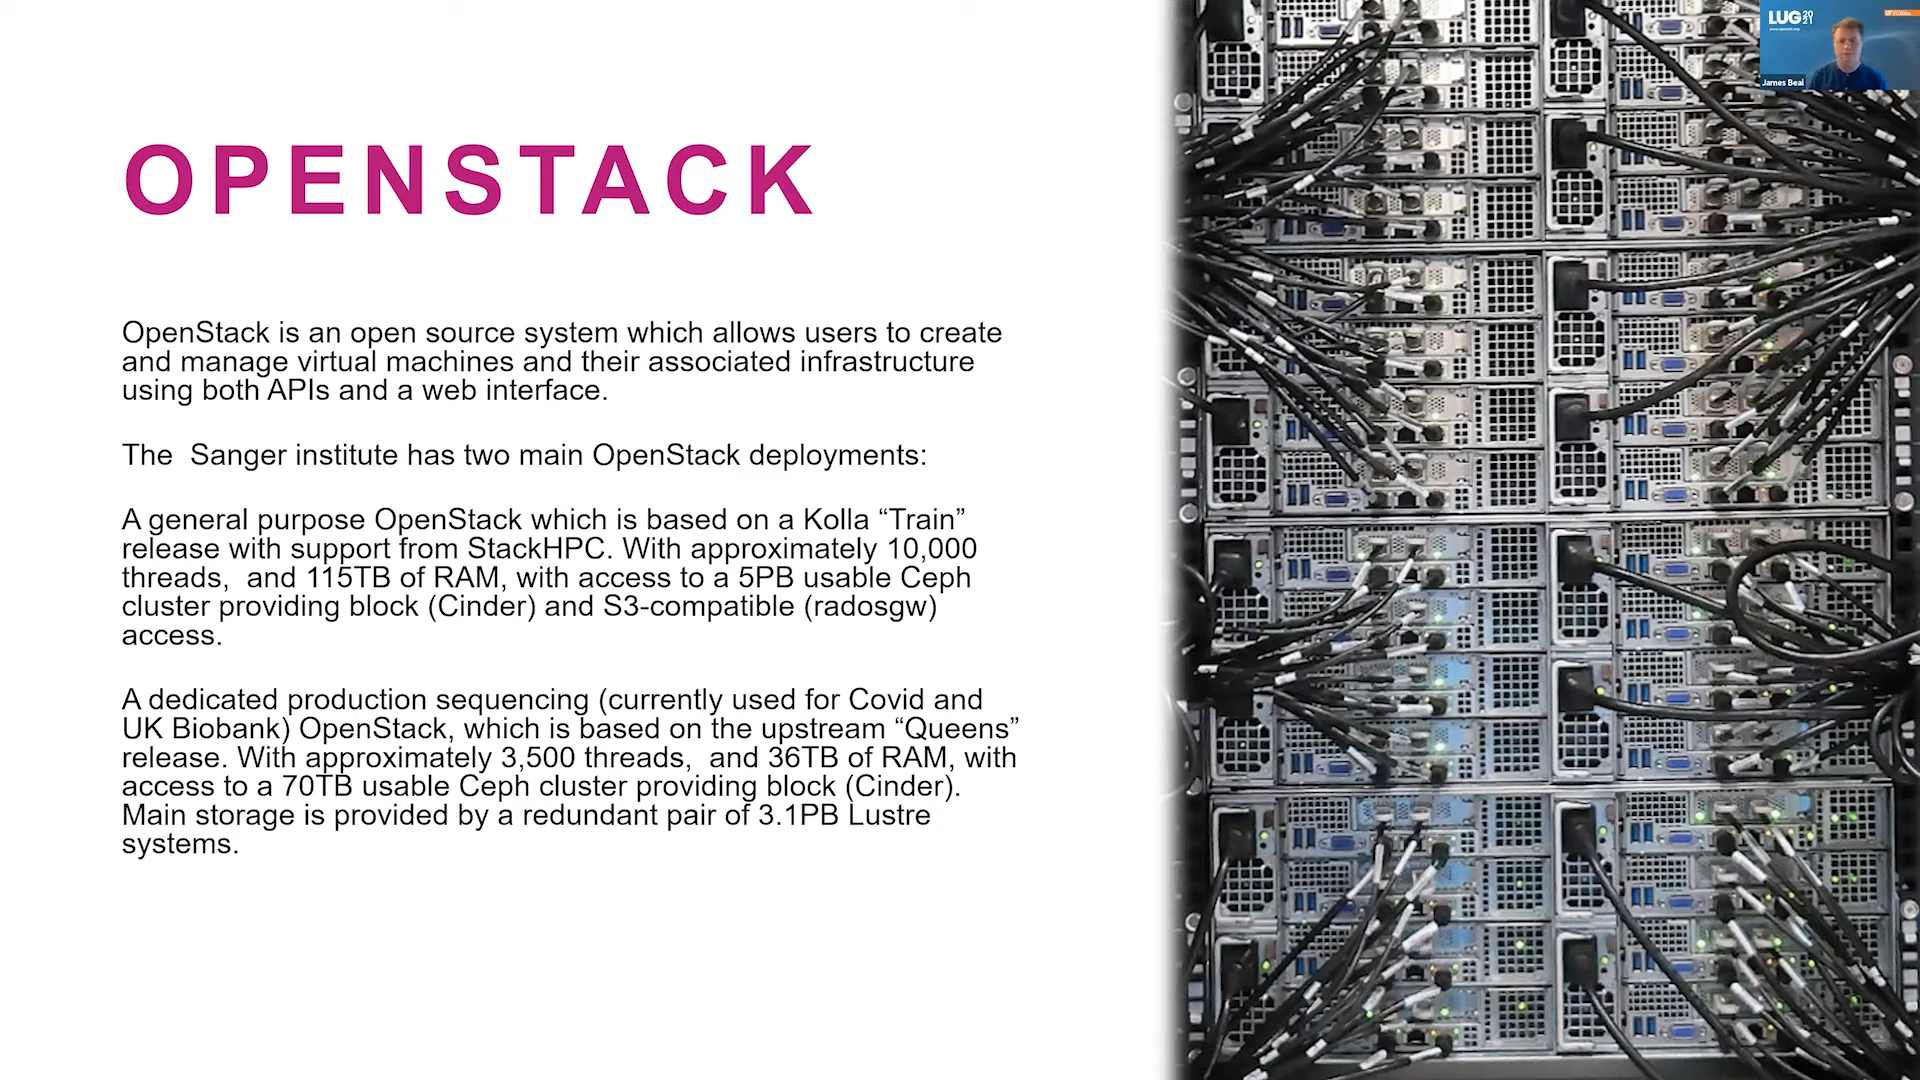 OPENSTACK
OpenStack is an open source system which allows users to create
and manage virtual machines and their associated infrastructure
using both APIs and a web interface.
The  Sanger institute has two main OpenStack deployments:
A general purpose OpenStack which is based on a Kolla “Train”
release with support from StackHPC. With approximately 10,000
threads,  and 115TB of RAM, with access to a 5PB usable Ceph
cluster providing block (Cinder) and S3-compatible (radosgw)
access.
A dedicated production sequencing (currently used for Covid and
UK Biobank) OpenStack, which is based on the upstream “Queens”
release. With approximately 3,500 threads,  and 36TB of RAM, with
access to a 70TB usable Ceph cluster providing block (Cinder).
Main storage is provided by a redundant pair of 3.1PB Lustre
systems.
LUG 2021
James Beal